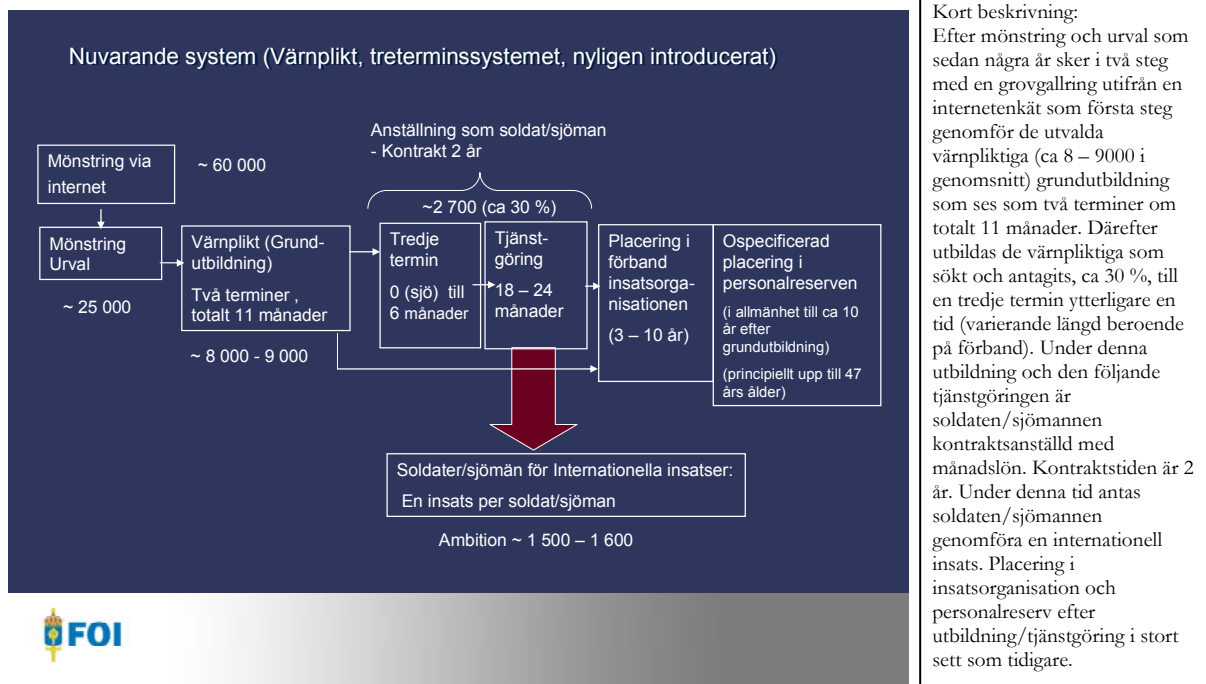 Nuvarande system (Värnplikt, treterminssystemet, nyligen introducerat)
Anställning som soldat/sjöman
- Kontrakt 2 år
Mönstring via
internet
~ 60 000
~2 700 (ca 30 %)
Mönstring
Urval
~ 25 000
Värnplikt (Grund-
utbildning)
Två terminer ,
totalt 11 månader
~ 8 000 - 9 000
Tredje
termin
0 (sjö) till
6 månader
Tjänst-
göring
18 – 24
månader
Placering i
förband
insatsorga-
nisationen
(3 – 10 år)
Ospecificerad
placering i
personalreserven
(i allmänhet till ca 10
år efter
grundutbildning)
(principiellt upp till 47
års ålder)
Soldater/sjömän för Internationella insatser:
En insats per soldat/sjöman
Ambition ~ 1 500 – 1 600
FOI
Kort beskrivning:
Efter mönstring och urval som
sedan några år sker i två steg
med en grovgallring utifrån en
internetenkät som första steg
genomför de utvalda
värnpliktiga (ca 8 – 9000 i
genomsnitt) grundutbildning
som ses som två terminer om
totalt 11 månader. Därefter
utbildas de värnpliktiga som
sökt och antagits, ca 30 %, till
en tredje termin ytterligare en
tid (varierande längd beroende
på förband). Under denna
utbildning och den följande
tjänstgöringen är
soldaten/sjömannen
kontraktsanställd med
månadslön. Kontraktstiden är 2
år. Under denna tid antas
soldaten/sjömannen
genomföra en internationell
insats. Placering i
insatsorganisation och
personalreserv efter
utbildning/tjänstgöring i stort
sett som tidigare.